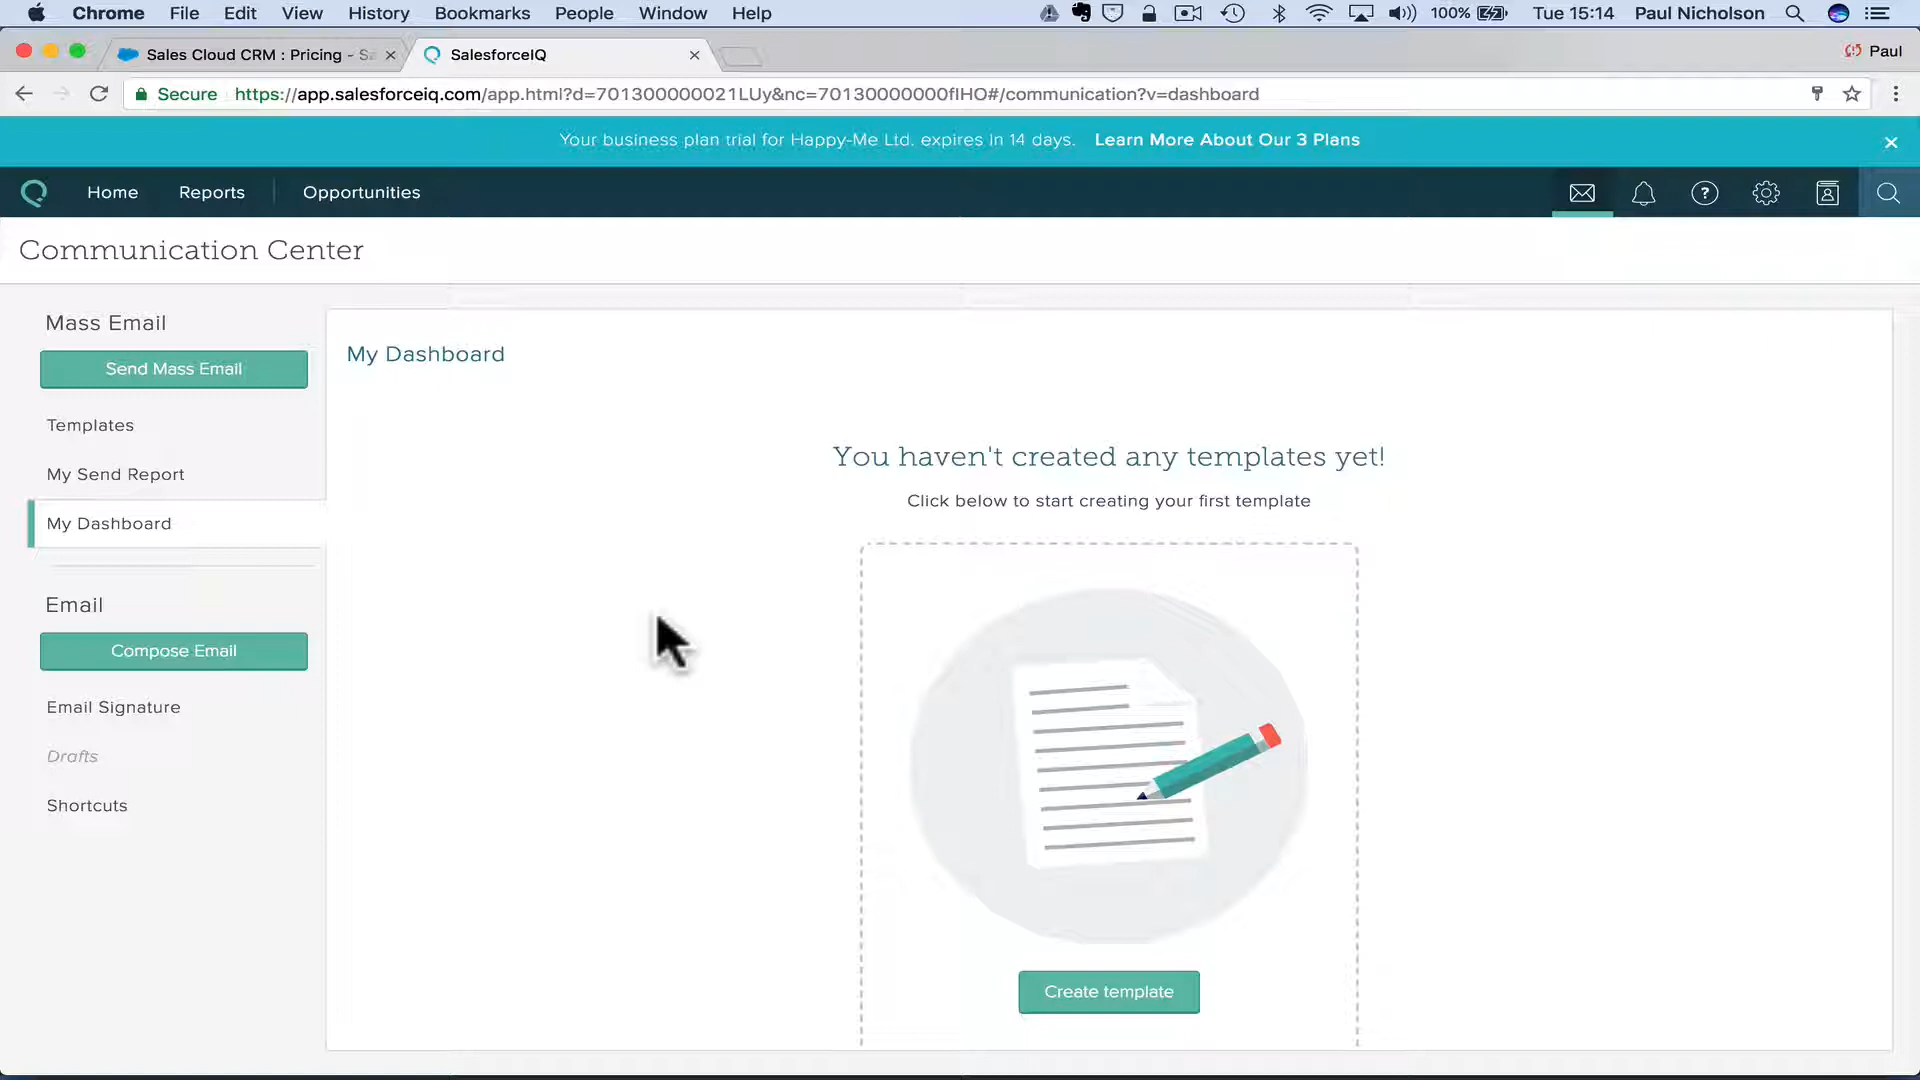 Chrome File Edit View History Bookmarks People Window Help 100% Tue 15:14 Paul Nicholson
Sales Cloud CRM : Pricing - Sa SalesforceIQ Paul
Secure https://app.salesforceiq.com/app.html?d=701300000021LUy&nc=70130000000flHO#/communication?v=dashboard
Your business plan trial for Happy-Me Ltd. expires in 14 days. Learn More About Our 3 Plans
Home Reports Opportunities
Communication Center
Mass Email
Send Mass Email
Templates
My Send Report
My Dashboard
Email
Compose Email
Email Signature
Drafts
Shortcuts
My Dashboard
You haven't created any templates yet!
Click below to start creating your first template
Create template